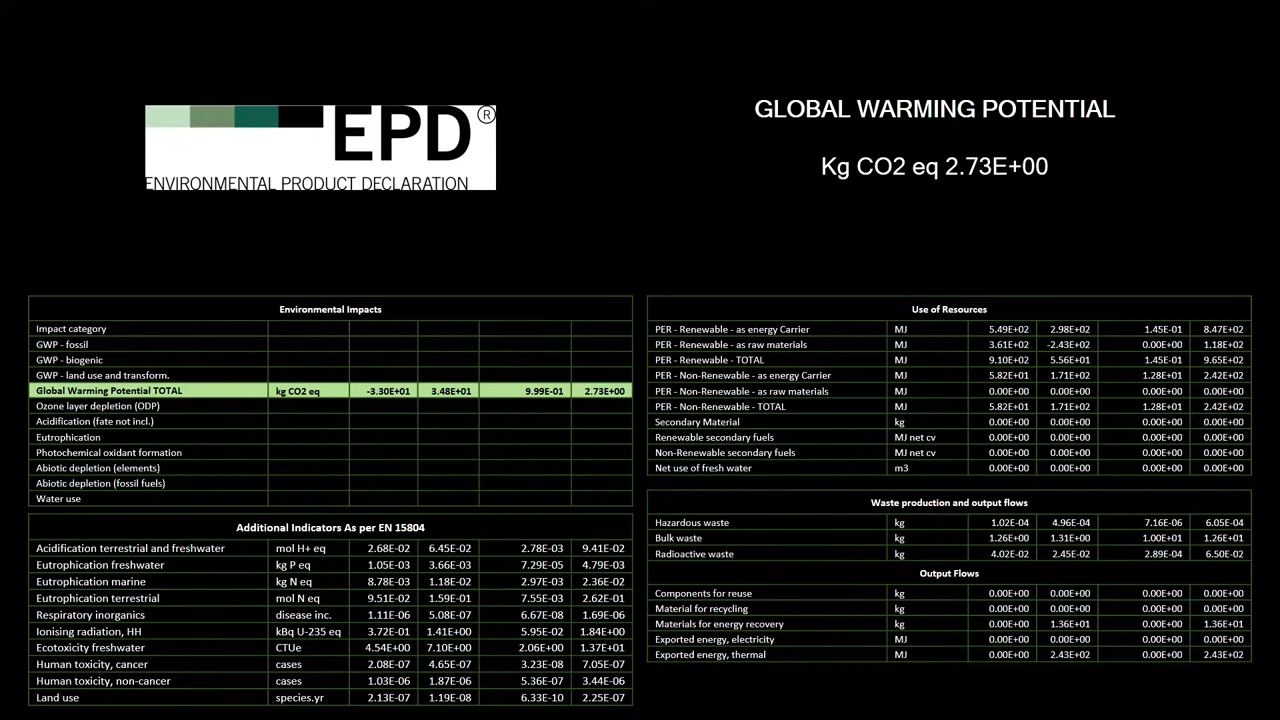 EPD®
ENVIRONMENTAL PRODUCT DECLARATION
GLOBAL WARMING POTENTIAL
Kg CO2 eq 2.73E+00
Environmental Impacts
Impact category
GWP - fossil
GWP - biogenic
GWP - land use and transform.
Global Warming Potential TOTAL kg CO2 eq -3.30E+01 3.48E+01 9.99E-01 2.73E+00
Ozone layer depletion (ODP)
Acidification (fate not incl.)
Eutrophication
Photochemical oxidant formation
Abiotic depletion (elements)
Abiotic depletion (fossil fuels)
Water use
Additional Indicators As per EN 15804
Acidification terrestrial and freshwater mol H+ eq 2.68E-02 6.45E-02 2.78E-03 9.41E-02
Eutrophication freshwater kg P eq 1.05E-03 3.66E-03 7.29E-05 4.79E-03
Eutrophication marine kg N eq 8.78E-03 1.18E-02 2.97E-03 2.36E-02
Eutrophication terrestrial mol N eq 9.51E-02 1.59E-01 7.55E-03 2.62E-01
Respiratory inorganics disease inc. 1.11E-06 5.08E-07 6.67E-08 1.69E-06
Ionising radiation, HH kBq U-235 eq 3.72E-01 1.41E+00 5.95E-02 1.84E+00
Ecotoxicity freshwater CTUe 4.54E+00 7.10E+00 2.06E+00 1.37E+01
Human toxicity, cancer cases 2.08E-07 4.65E-07 3.23E-08 7.05E-07
Human toxicity, non-cancer cases 1.03E-06 1.87E-06 5.36E-07 3.44E-06
Land use species.yr 2.13E-07 1.19E-08 6.33E-10 2.25E-07
Use of Resources
PER - Renewable - as energy Carrier MJ 5.49E+02 2.98E+02 1.45E-01 8.47E+02
PER - Renewable - as raw materials MJ 3.61E+02 -2.43E+02 0.00E+00 1.18E+02
PER - Renewable - TOTAL MJ 9.10E+02 5.56E+01 1.45E-01 9.65E+02
PER - Non-Renewable - as energy Carrier MJ 5.82E+01 1.71E+02 1.28E+01 2.42E+02
PER - Non-Renewable - as raw materials MJ 0.00E+00 0.00E+00 0.00E+00 0.00E+00
PER - Non-Renewable - TOTAL MJ 5.82E+01 1.71E+02 1.28E+01 2.42E+02
Secondary Material kg 0.00E+00 0.00E+00 0.00E+00 0.00E+00
Renewable secondary fuels MJ net cv 0.00E+00 0.00E+00 0.00E+00 0.00E+00
Non-Renewable secondary fuels MJ net cv 0.00E+00 0.00E+00 0.00E+00 0.00E+00
Net use of fresh water m3 0.00E+00 0.00E+00 0.00E+00 0.00E+00
Waste production and output flows
Hazardous waste kg 1.02E-04 4.96E-04 7.16E-06 6.05E-04
Bulk waste kg 1.26E+00 1.31E+00 1.00E+01 1.26E+01
Radioactive waste kg 4.02E-02 2.45E-02 2.89E-04 6.50E-02
Output Flows
Components for reuse kg 0.00E+00 0.00E+00 0.00E+00 0.00E+00
Material for recycling kg 0.00E+00 0.00E+00 0.00E+00 0.00E+00
Materials for energy recovery kg 0.00E+00 1.36E+01 0.00E+00 1.36E+01
Exported energy, electricity MJ 0.00E+00 0.00E+00 0.00E+00 0.00E+00
Exported energy, thermal MJ 0.00E+00 2.43E+02 0.00E+00 2.43E+02